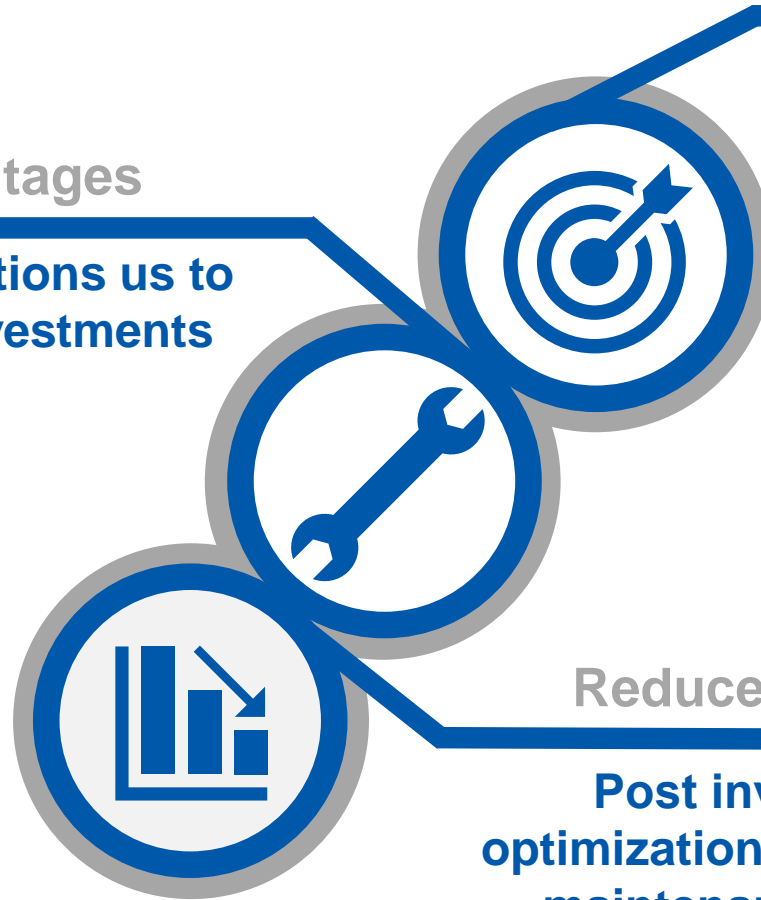 tages
tions us to
vestments
Reduce
Post inv
optimization